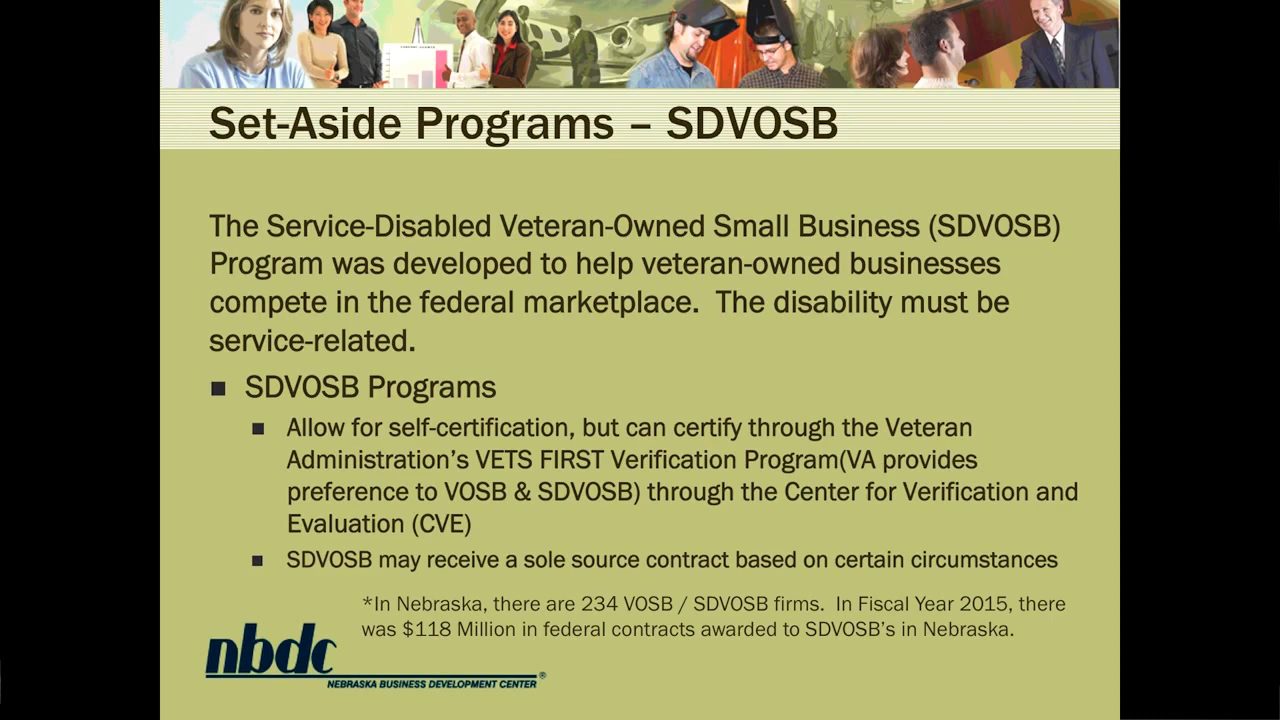 Set-Aside Programs – SDVOSB
The Service-Disabled Veteran-Owned Small Business (SDVOSB)
Program was developed to help veteran-owned businesses
compete in the federal marketplace.  The disability must be
service-related.
■ SDVOSB Programs
■ Allow for self-certification, but can certify through the Veteran
Administration’s VETS FIRST Verification Program(VA provides
preference to VOSB & SDVOSB) through the Center for Verification and
Evaluation (CVE)
■ SDVOSB may receive a sole source contract based on certain circumstances
*In Nebraska, there are 234 VOSB / SDVOSB firms.  In Fiscal Year 2015, there
was $118 Million in federal contracts awarded to SDVOSB’s in Nebraska.
nbdc
NEBRASKA BUSINESS DEVELOPMENT CENTER®